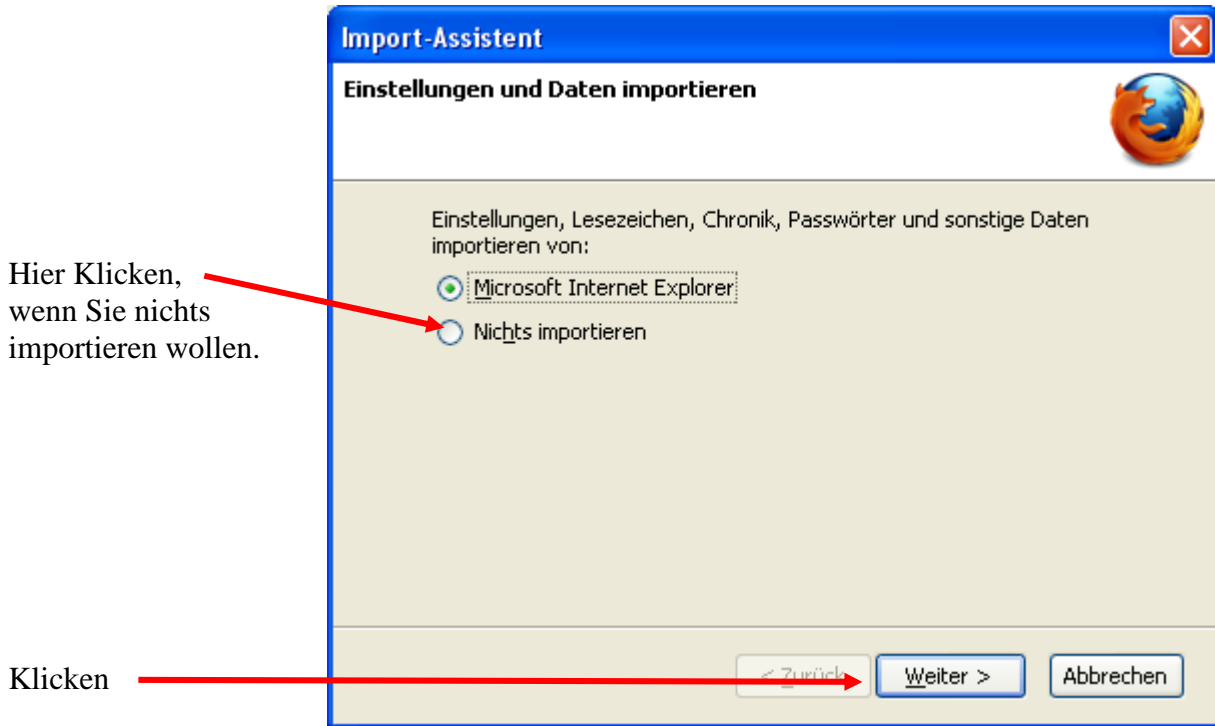 Import-Assistent
Einstellungen und Daten importieren
Einstellungen, Lesezeichen, Chronik, Passwörter und sonstige Daten
importieren von:
Microsoft Internet Explorer
Nichts importieren
Hier Klicken,
wenn Sie nichts
importieren wollen.
Klicken
< Zurück
Weiter >
Abbrechen